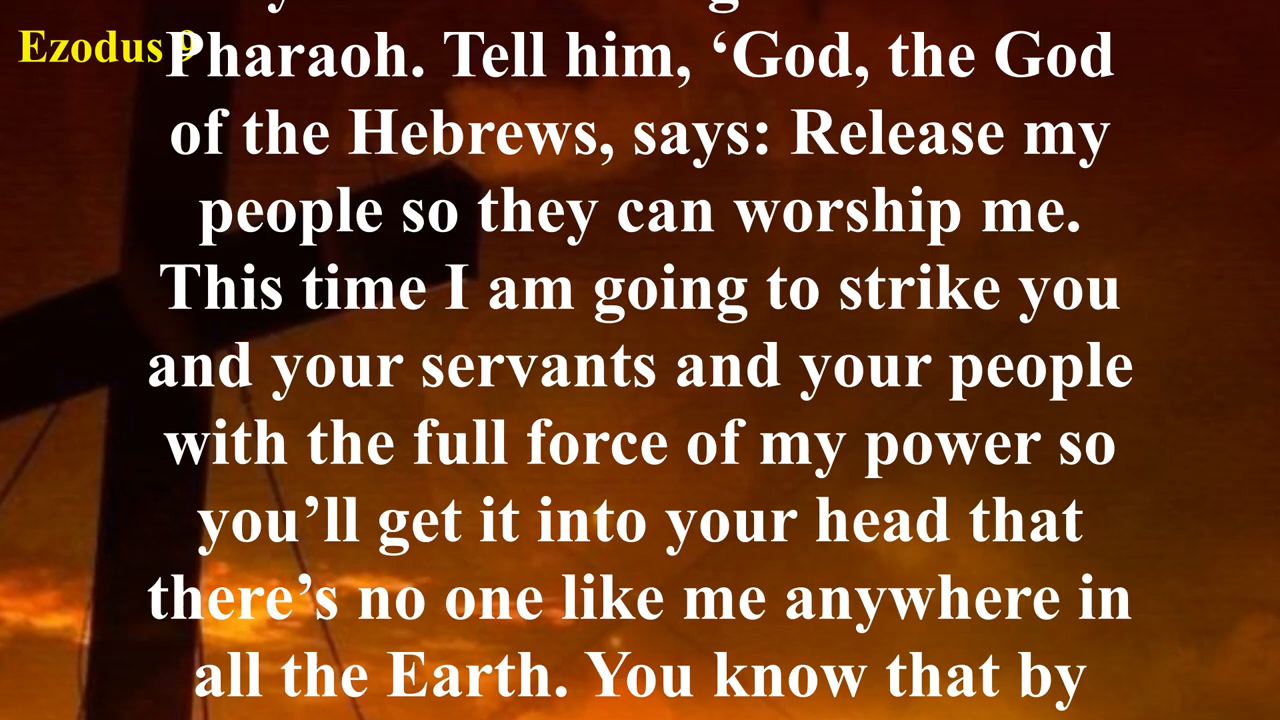 Ezodus 9
Pharaoh. Tell him, ‘God, the God
of the Hebrews, says: Release my
people so they can worship me.
This time I am going to strike you
and your servants and your people
with the full force of my power so
you’ll get it into your head that
there’s no one like me anywhere in
all the Earth. You know that by